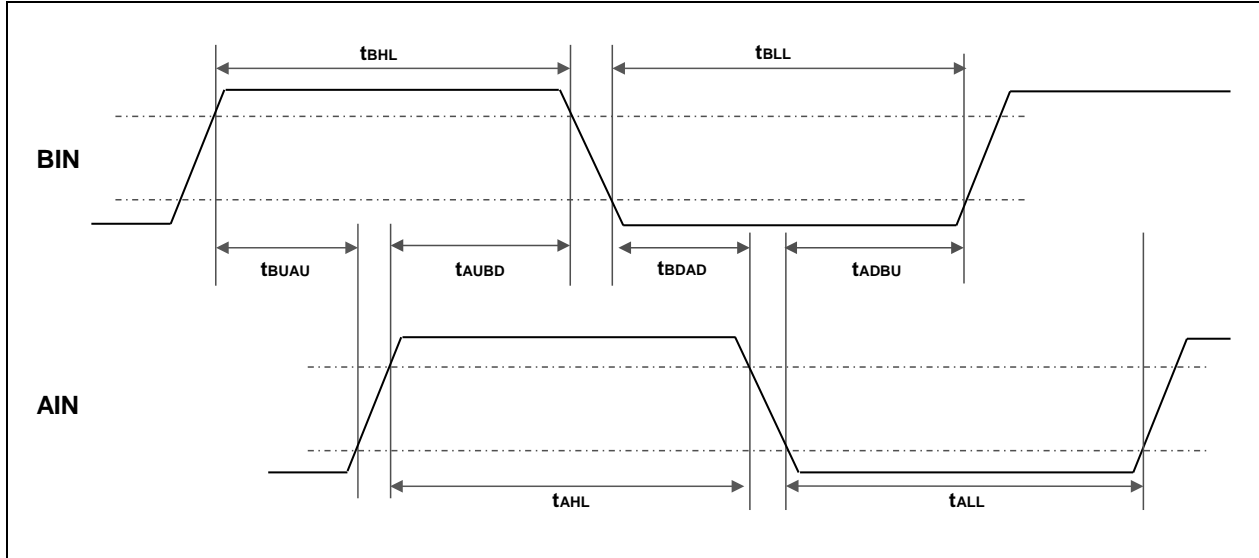 tBHL
tBLL
BIN
tBUAU
tAUBD
tBDAD
tADBU
AIN
tAHL
tALL